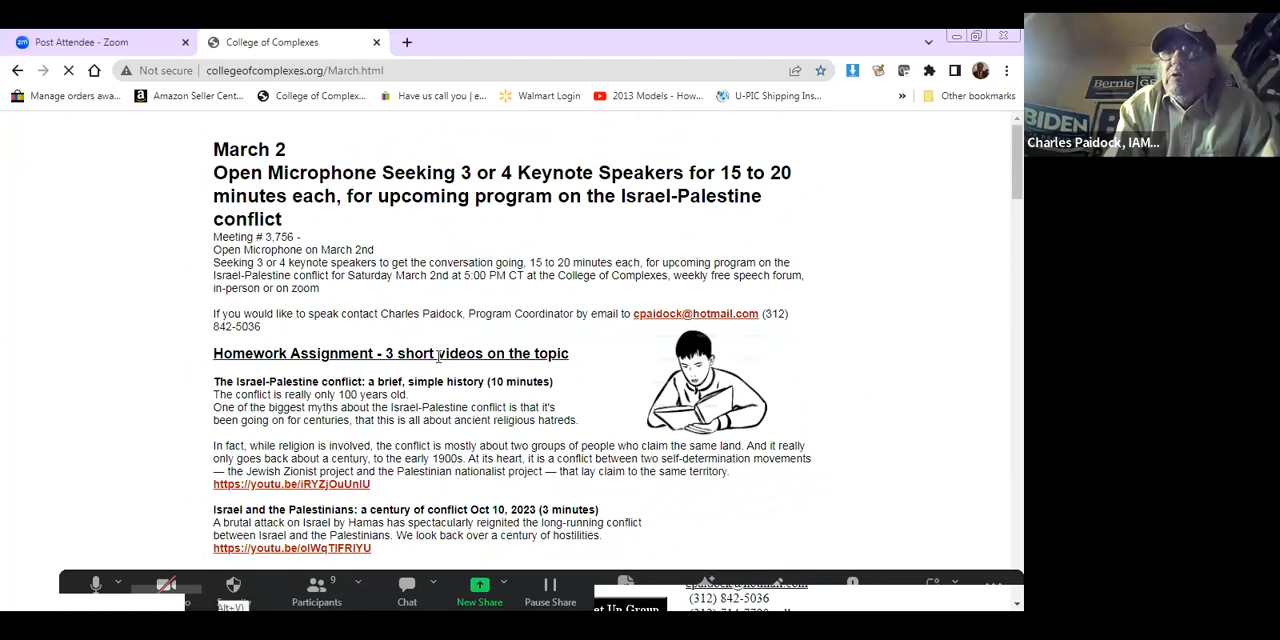 Post Attendee - Zoom
College of Complexes
Not secure
collegeofcomplexes.org/March.html
Manage orders awa...
Amazon Seller Cent...
College of Complex...
Have u call you | e...
Walmart Login
2013 Models - How...
U-PIC Shipping Ins...
»
Other bookmarks
Bernie
BIDEN
Charles Paidock, IAM...
March 2
Open Microphone Seeking 3 or 4 Keynote Speakers for 15 to 20
minutes each, for upcoming program on the Israel-Palestine
conflict
Meeting # 3,756 -
Open Microphone on March 2nd
Seeking 3 or 4 keynote speakers to get the conversation going, 15 to 20 minutes each, for upcoming program on the
Israel-Palestine conflict for Saturday March 2nd at 5:00 PM CT at the College of Complexes, weekly free speech forum,
in-person or on zoom
If you would like to speak contact Charles Paidock, Program Coordinator by email to cpaidock@hotmail.com (312)
842-5036
Homework Assignment - 3 short videos on the topic
The Israel-Palestine conflict: a brief, simple history (10 minutes)
The conflict is really only 100 years old.
One of the biggest myths about the Israel-Palestine conflict is that it's
been going on for centuries, that this is all about ancient religious hatreds.
In fact, while religion is involved, the conflict is mostly about two groups of people who claim the same land. And it really
only goes back about a century, to the early 1900s. At its heart, it is a conflict between two self-determination movements
— the Jewish Zionist project and the Palestinian nationalist project — that lay claim to the same territory.
https://youtu.be/iRYZjOuUnlU
Israel and the Palestinians: a century of conflict Oct 10, 2023 (3 minutes)
A brutal attack on Israel by Hamas has spectacularly reignited the long-running conflict
between Israel and the Palestinians. We look back over a century of hostilities.
https://youtu.be/oIWqTIFRIYU
9
Participants
Chat
New Share
Pause Share
Alt+V
cpaidock@hotmail.com
(312) 842-5036
et Up Group